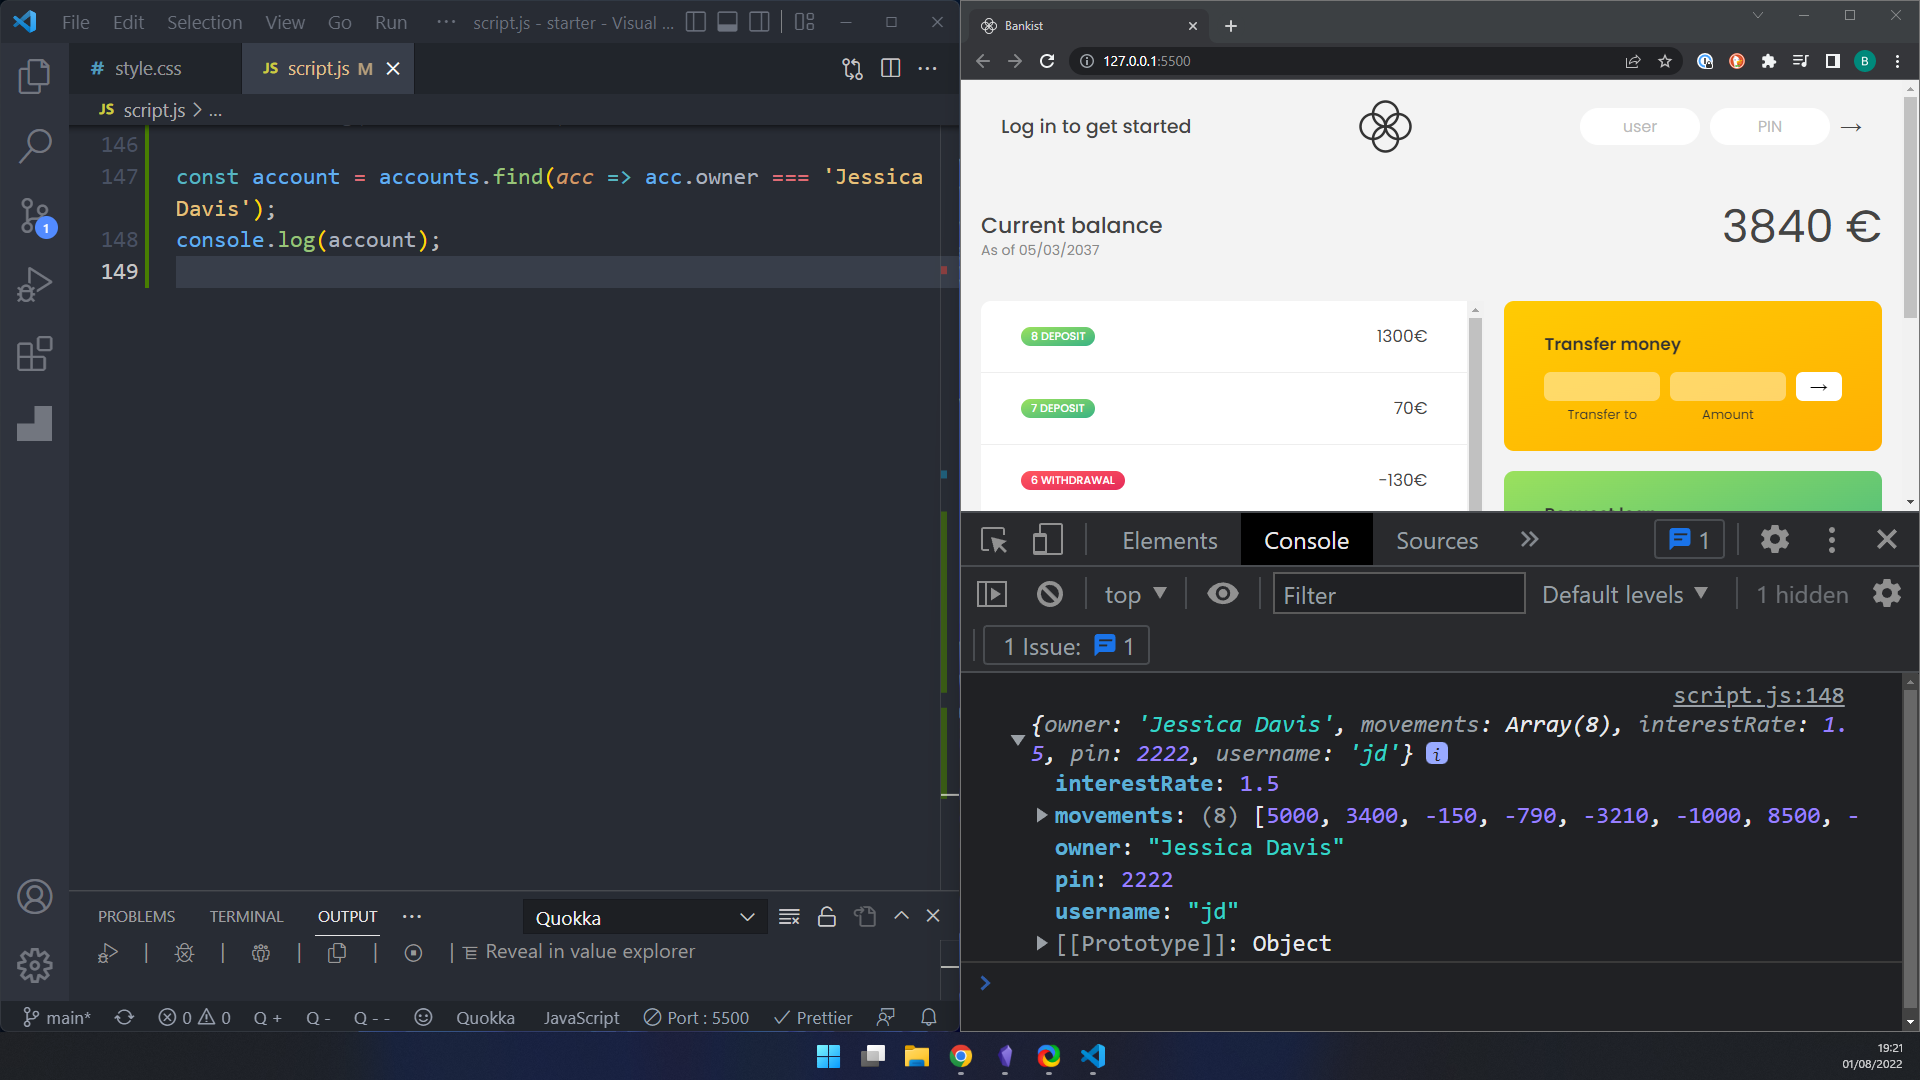 File Edit Selection View Go Run ··· script.js - starter - Visual ...
# style.css
JS script.js M
JS script.js > ...
146
147 const account = accounts.find(acc => acc.owner === 'Jessica
Davis');
148 console.log(account);
149
1
PROBLEMS TERMINAL OUTPUT ···
Quokka
Reveal in value explorer
main* 0 0 Q + Q - Q - - Quokka JavaScript Port : 5500 Prettier
Bankist
127.0.0.1:5500
B
Log in to get started
user
PIN
→
Current balance
As of 05/03/2037
3840 €
8 DEPOSIT 1300€
7 DEPOSIT 70€
6 WITHDRAWAL -130€
Transfer money
→
Transfer to Amount
Request loan
Elements Console Sources » 1
top ▼ Filter Default levels ▼ 1 hidden
1 Issue: 1
script.js:148
{owner: 'Jessica Davis', movements: Array(8), interestRate: 1.
5, pin: 2222, username: 'jd'} i
interestRate: 1.5
movements: (8) [5000, 3400, -150, -790, -3210, -1000, 8500, -
owner: "Jessica Davis"
pin: 2222
username: "jd"
[[Prototype]]: Object
>
19:21
01/08/2022